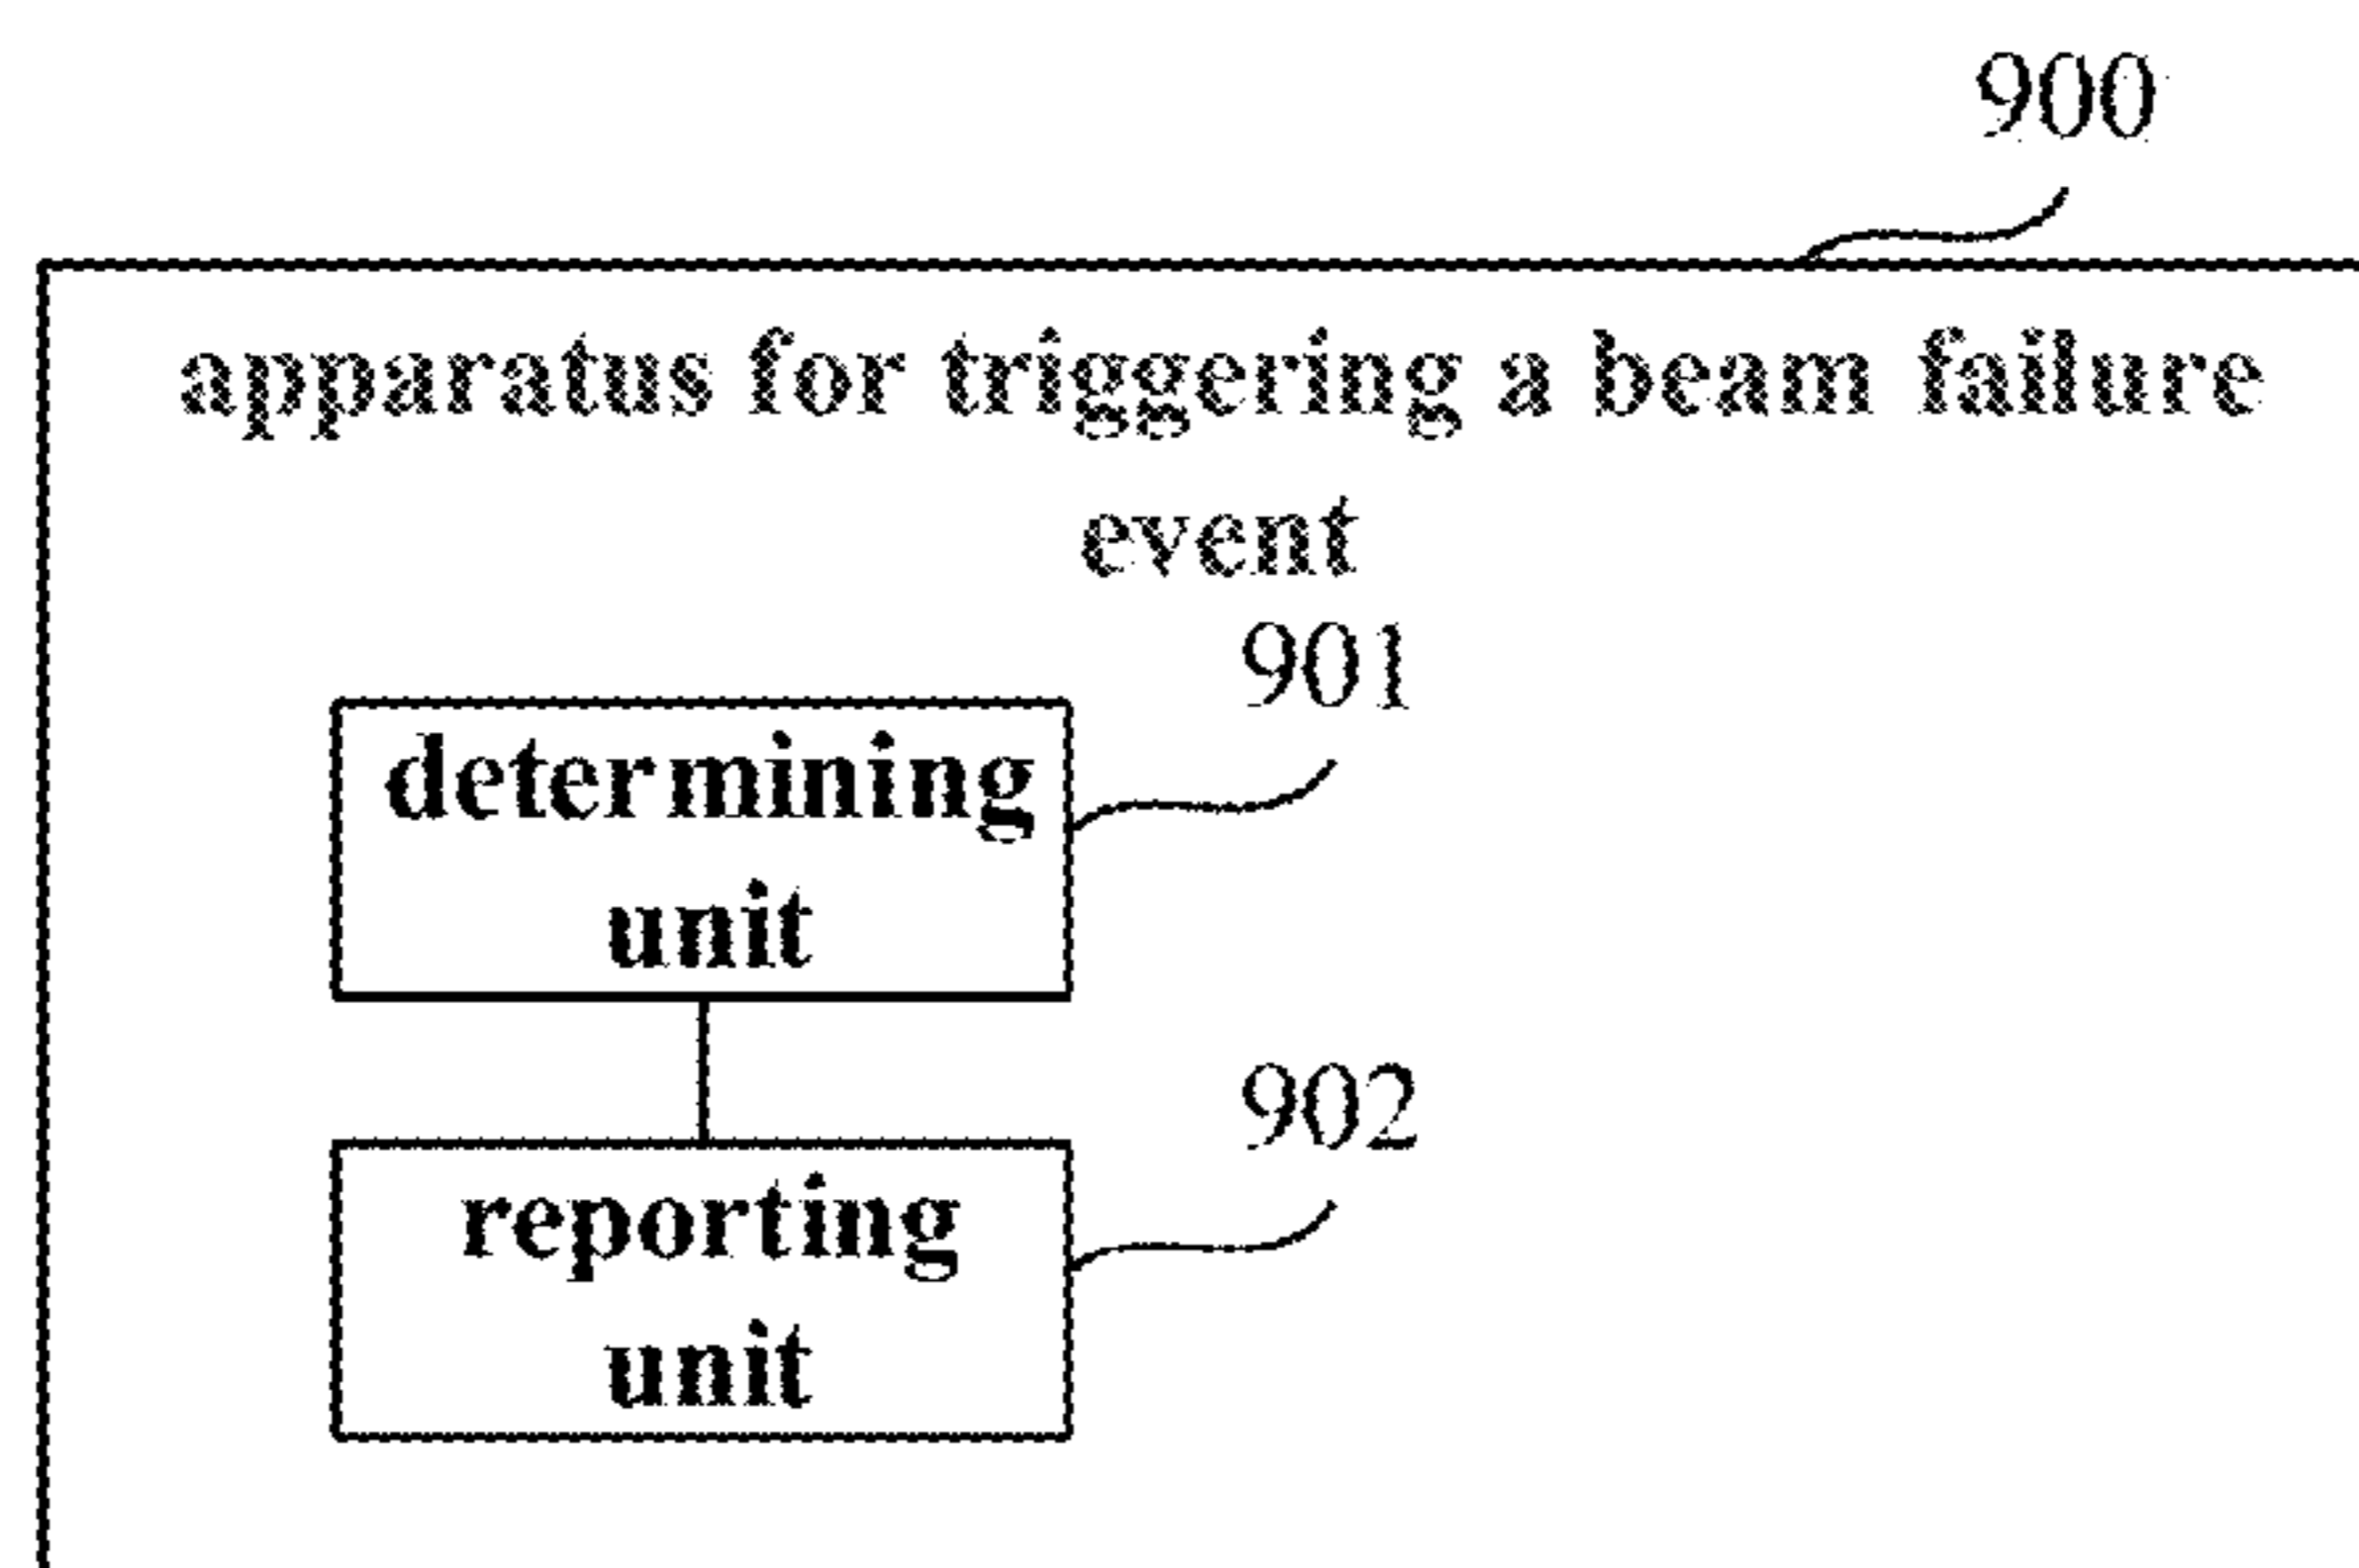 900
apparatus for triggering a beam failure
event
901
determining
unit
902
reporting
unit